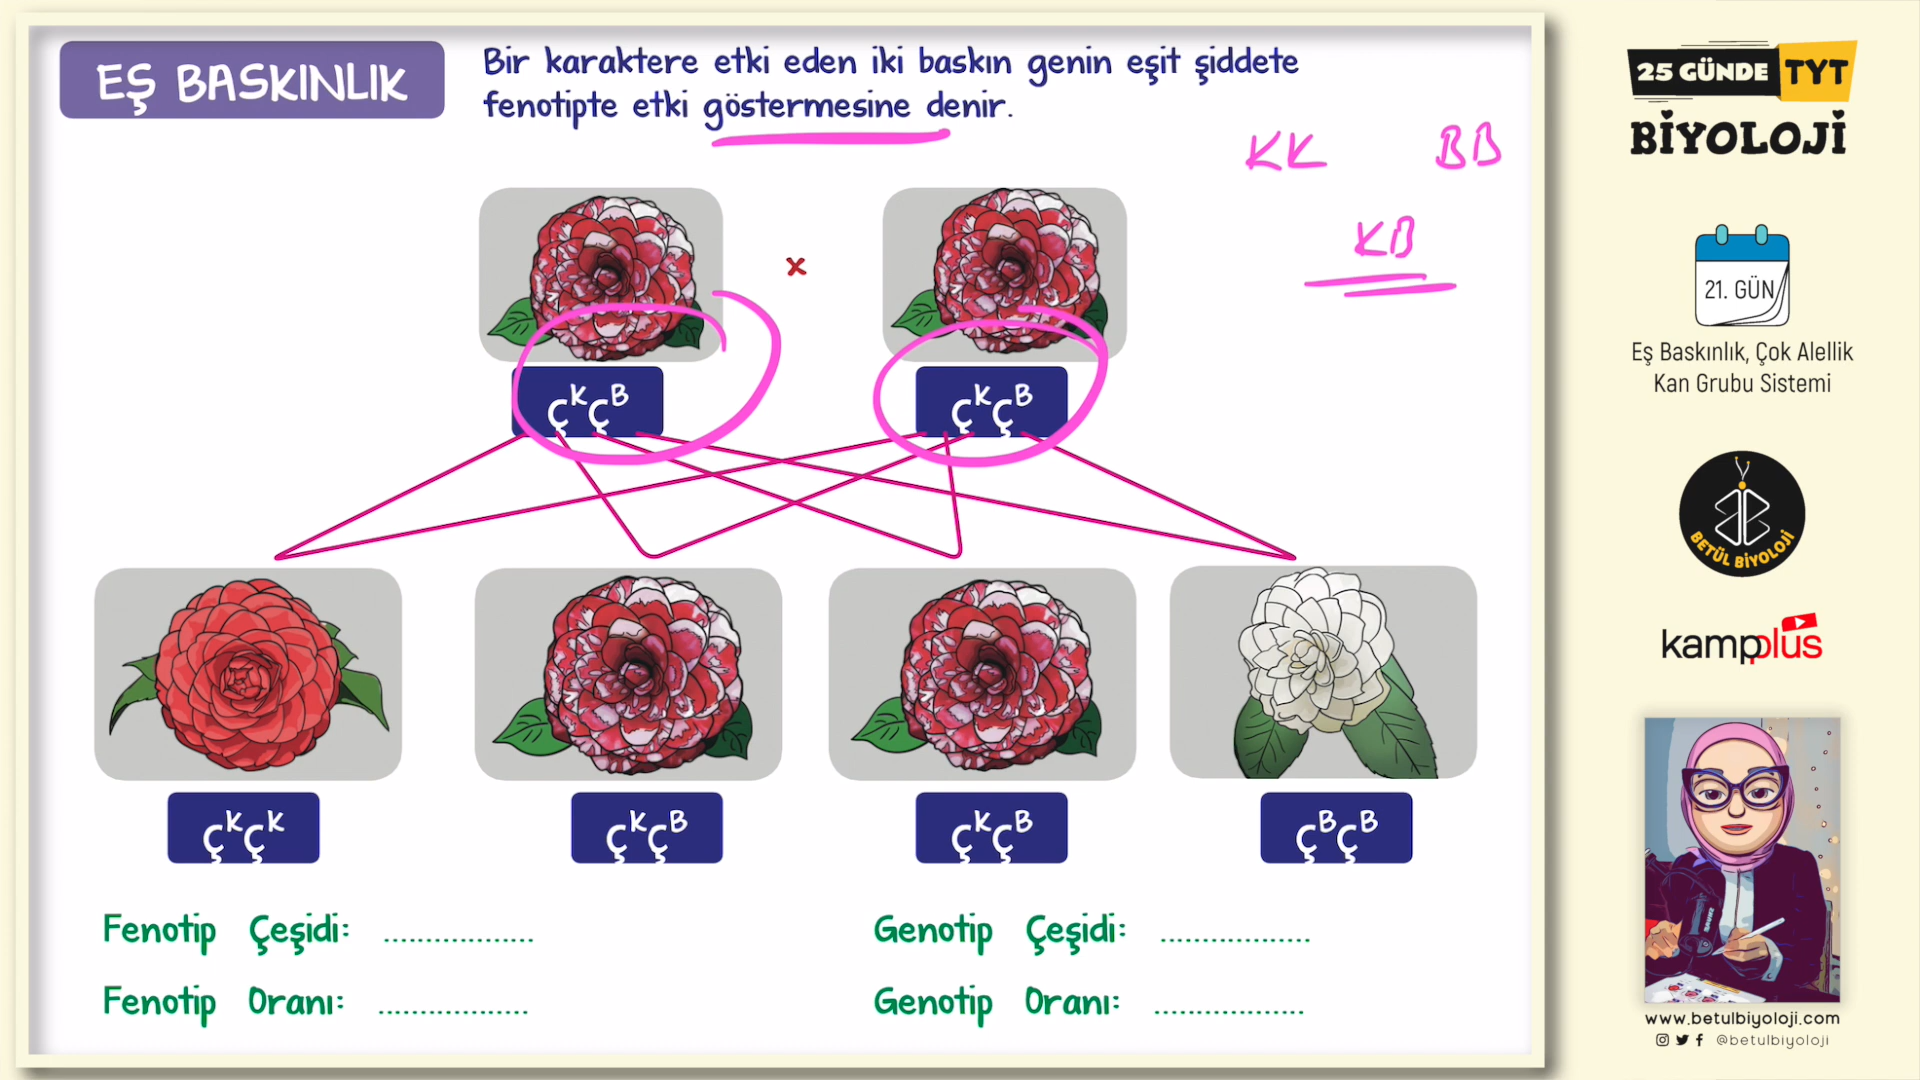 EŞ BASKINLIK
Bir karaktere etki eden iki baskın genin eşit şiddete
fenotipte etki göstermesine denir.
KK BB
KB
x
ÇᴷÇᴮ ÇᴷÇᴮ
ÇᴷÇᴷ ÇᴷÇᴮ ÇᴷÇᴮ ÇᴮÇᴮ
Fenotip Çeşidi: ..................
Genotip Çeşidi: ..................
Fenotip Oranı: ..................
Genotip Oranı: ..................
25 GÜNDE TYT
BİYOLOJİ
21. GÜN
Eş Baskınlık, Çok Alellik
Kan Grubu Sistemi
BETÜL BİYOLOJİ
kampplus
www.betulbiyoloji.com
@betulbiyoloji